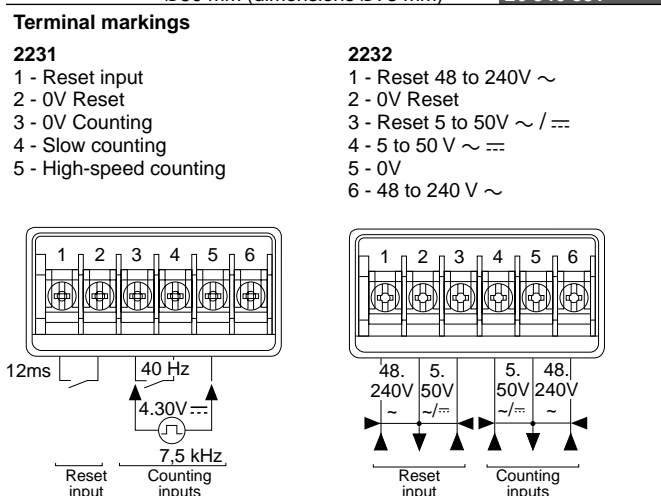 Terminal markings
2231
1 - Reset input
2 - 0V Reset
3 - 0V Counting
4 - Slow counting
5 - High-speed counting
2232
1 - Reset 48 to 240V ∼
2 - 0V Reset
3 - Reset 5 to 50V ∼ / ⎓
4 - 5 to 50 V ∼ ⎓
5 - 0V
6 - 48 to 240 V ∼
1 2 3 4 5 6
12ms
40 Hz
4.30V ⎓
7,5 kHz
Reset
input
Counting
inputs
1 2 3 4 5 6
48. 5. 5. 48.
240V 50V 50V 240V
~ ~/⎓ ~/⎓ ~
Reset
input
Counting
inputs